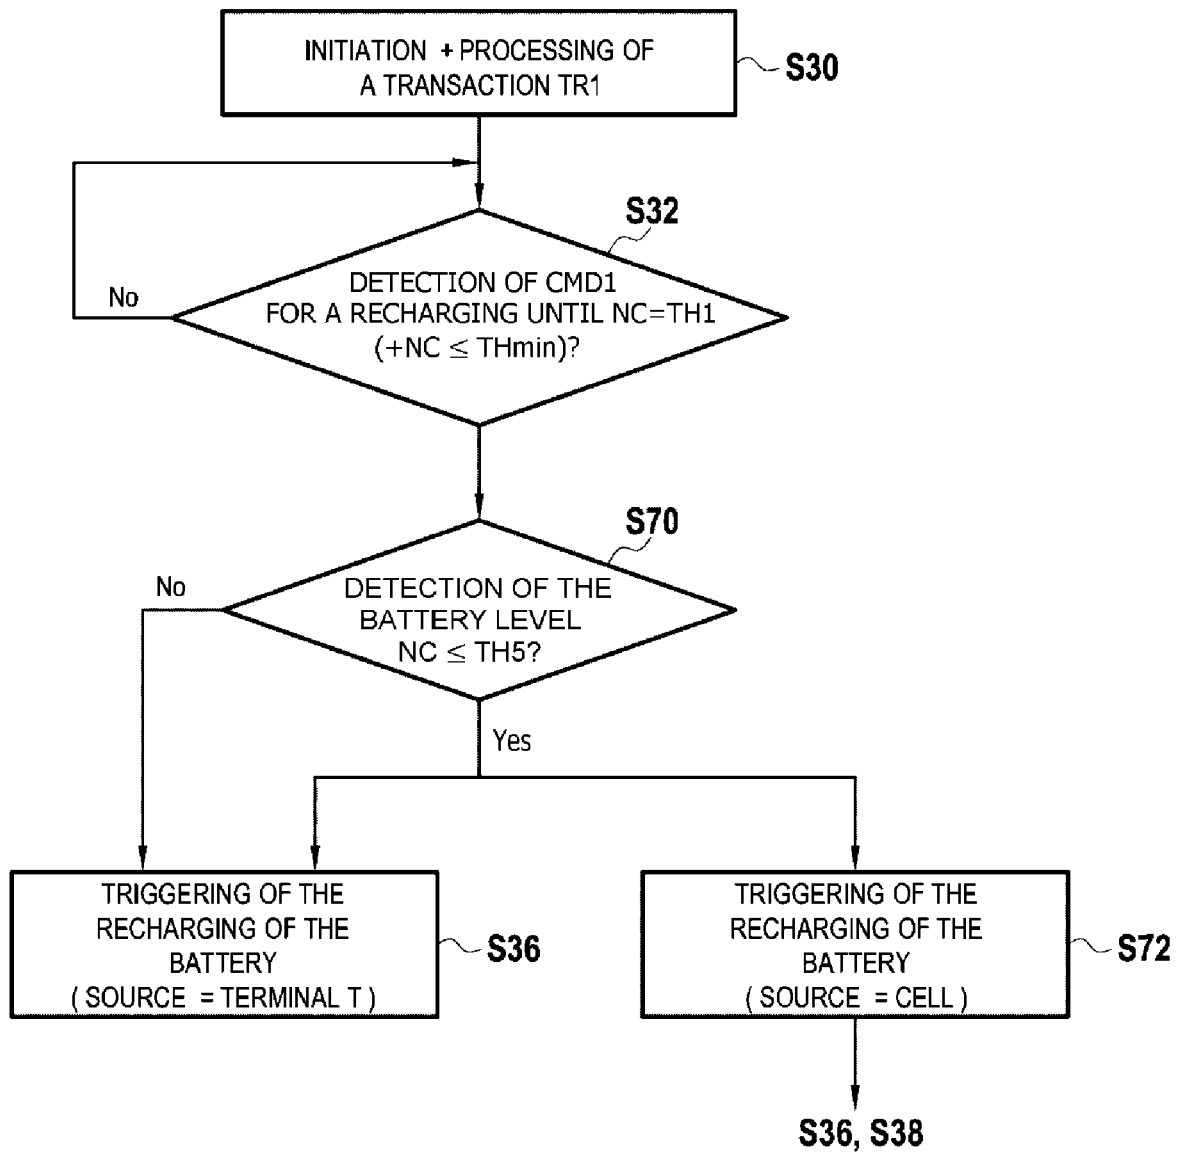 INITIATION + PROCESSING OF
A TRANSACTION TR1
S30
S32
DETECTION OF CMD1
FOR A RECHARGING UNTIL NC=TH1
(+NC ≤ THmin)?
No
S70
DETECTION OF THE
BATTERY LEVEL
NC ≤ TH5?
No
Yes
TRIGGERING OF THE
RECHARGING OF THE
BATTERY
( SOURCE = TERMINAL T )
S36
TRIGGERING OF THE
RECHARGING OF THE
BATTERY
( SOURCE = CELL )
S72
S36, S38